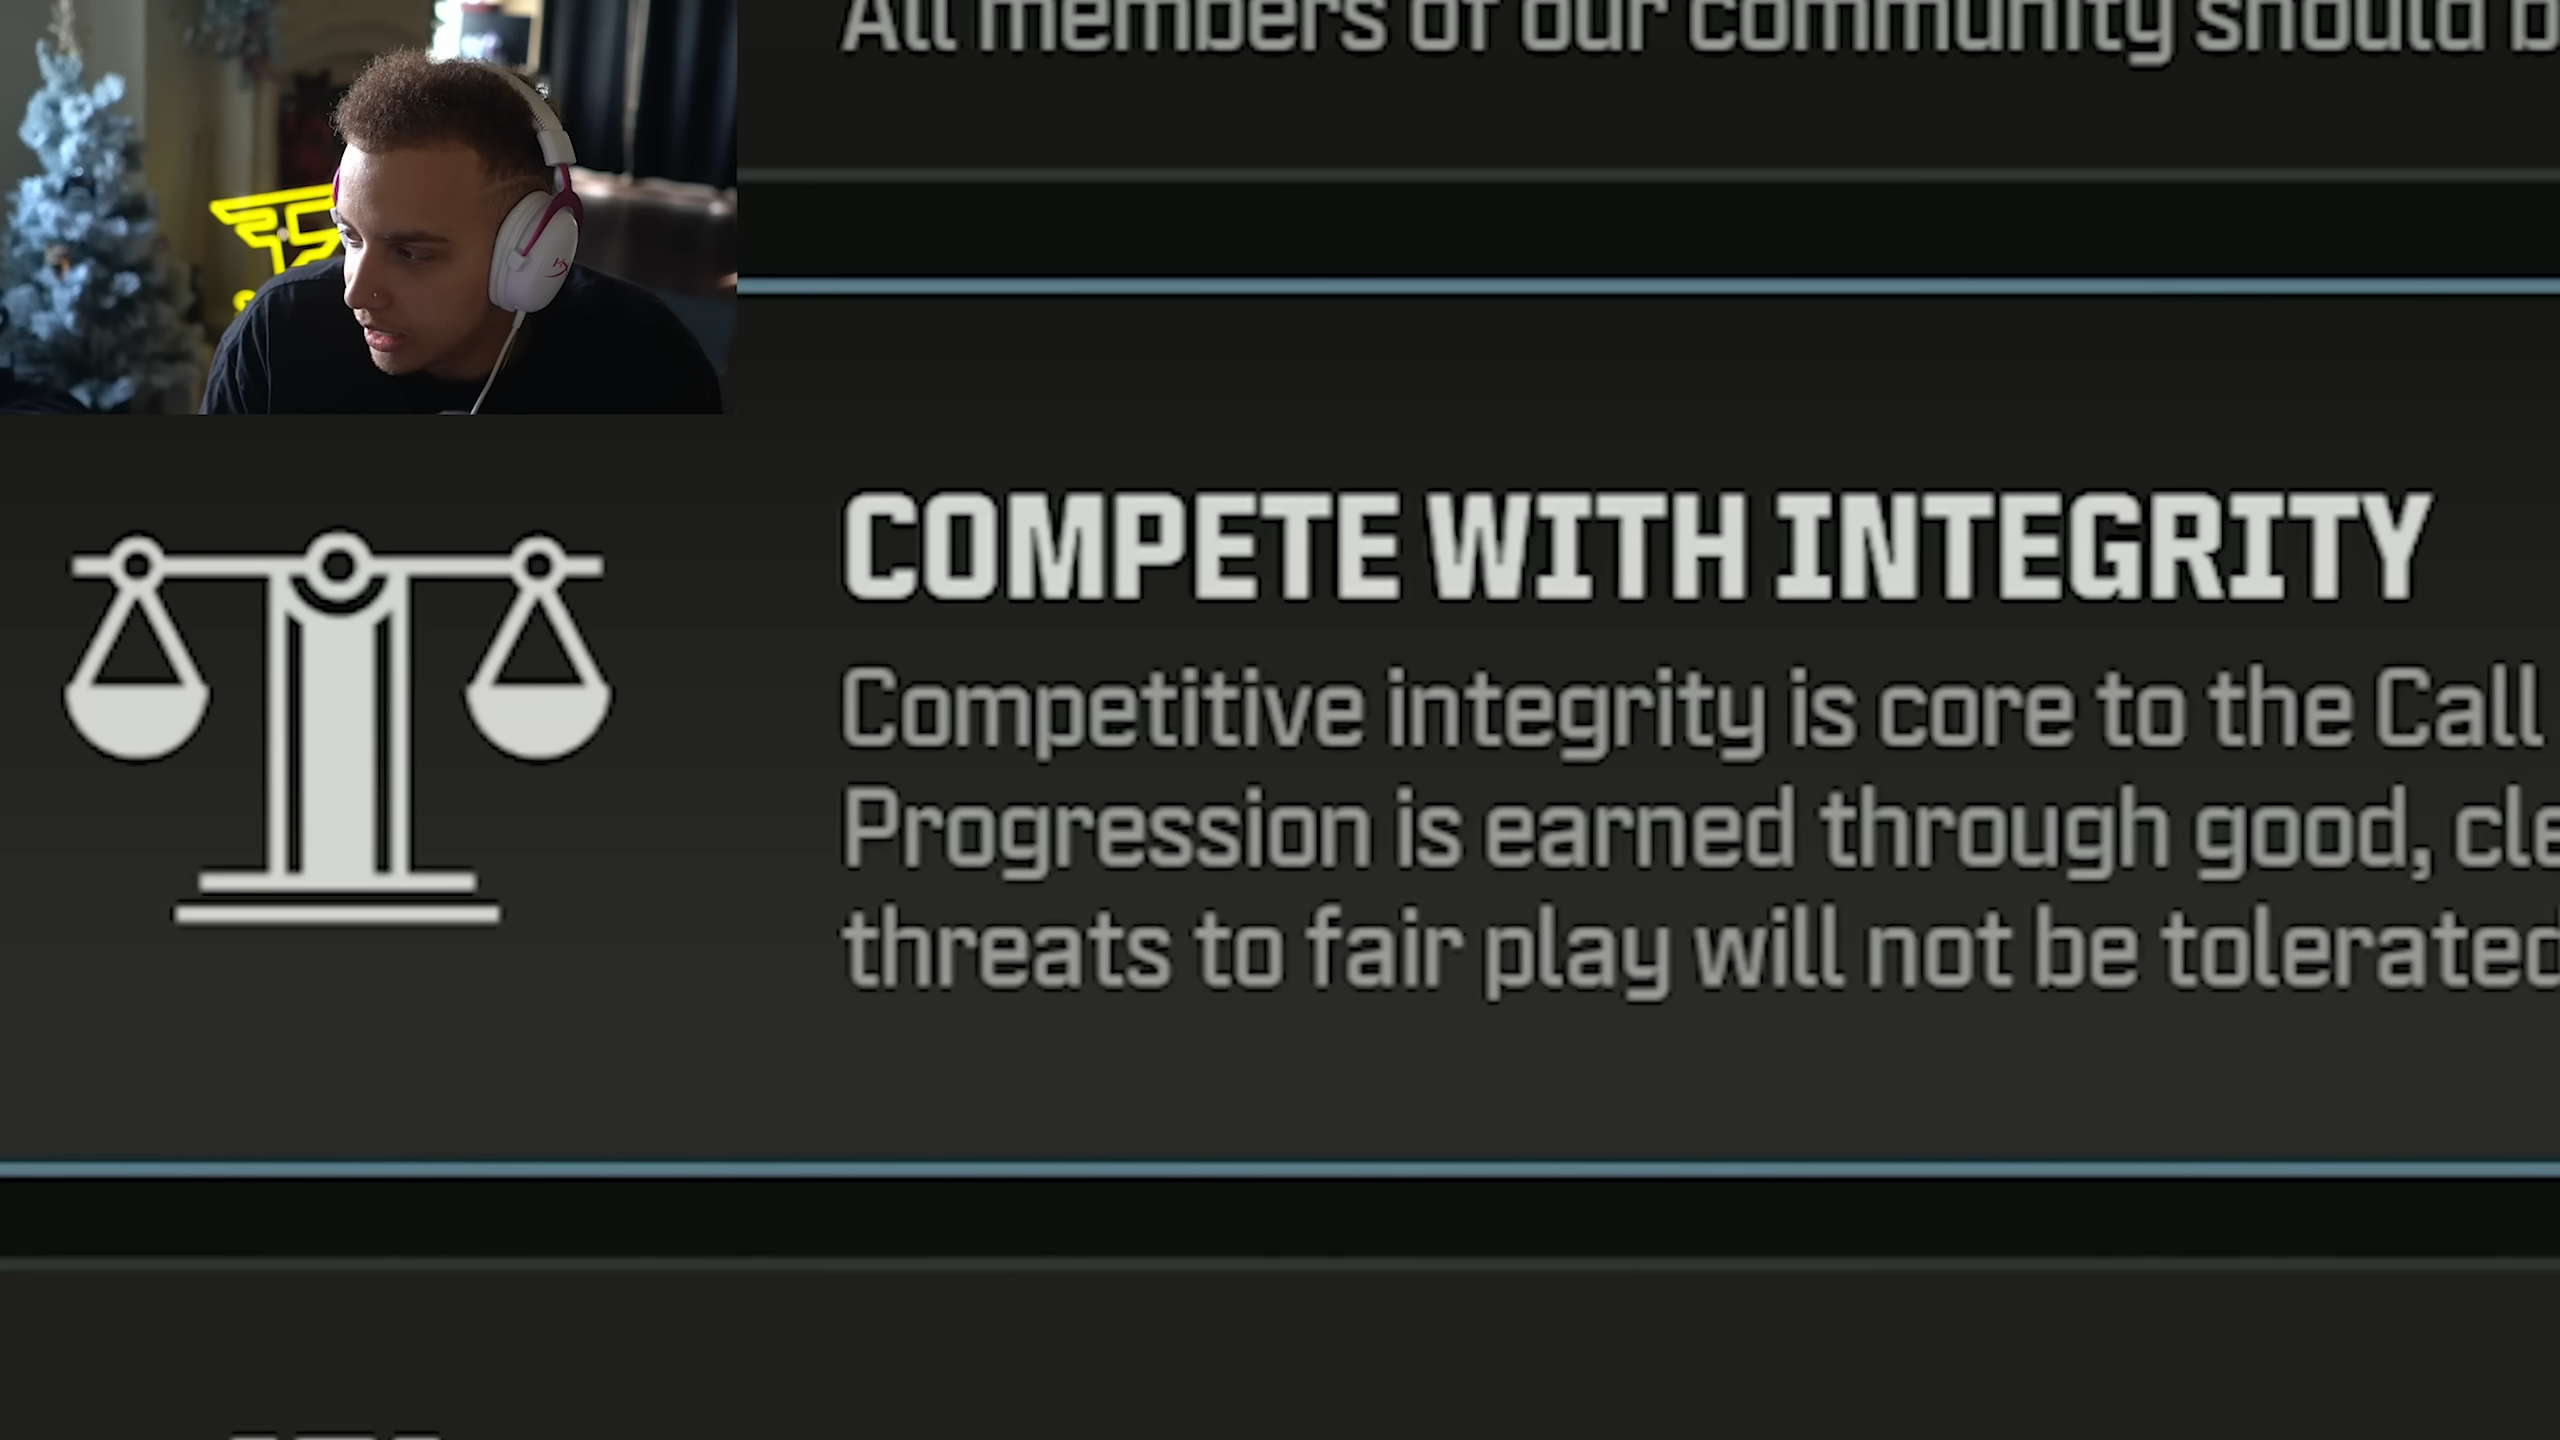 All members of our community should
COMPETE WITH INTEGRITY
Competitive integrity is core to the Call
Progression is earned through good,
threats to fair play will not be tolerated